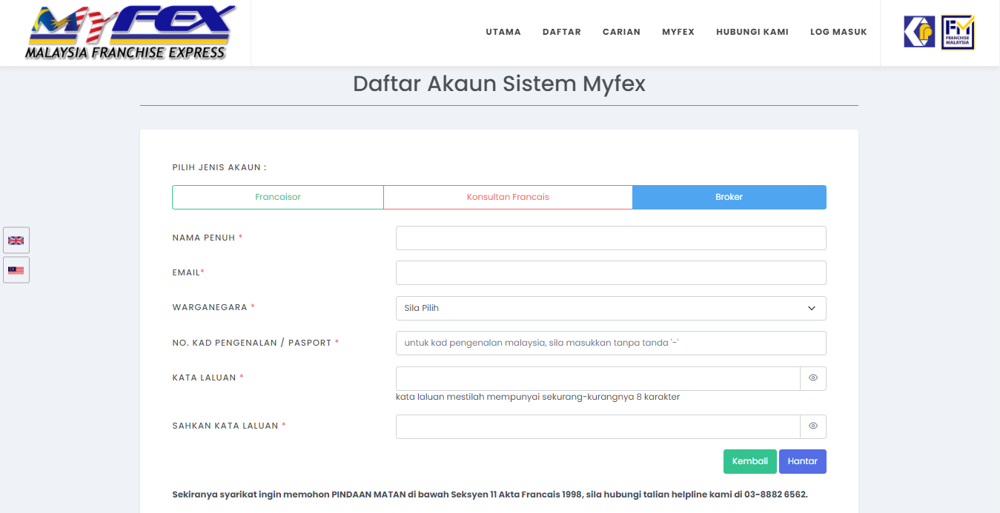 MYFEX
MALAYSIA FRANCHISE EXPRESS
UTAMA DAFTAR CARIAN MYFEX HUBUNGI KAMI LOG MASUK
FM
FRANCHISE
MALAYSIA
Daftar Akaun Sistem Myfex
PILIH JENIS AKAUN :
Francaisor Konsultan Francais Broker
NAMA PENUH *
EMAIL*
WARGANEGARA * Sila Pilih
NO. KAD PENGENALAN / PASPORT * untuk kad pengenalan malaysia, sila masukkan tanpa tanda '-'
KATA LALUAN *
kata laluan mestilah mempunyai sekurang-kurangnya 8 karakter
SAHKAN KATA LALUAN *
Kembali Hantar
Sekiranya syarikat ingin memohon PINDAAN MATAN di bawah Seksyen 11 Akta Francais 1998, sila hubungi talian helpline kami di 03-8882 6562.